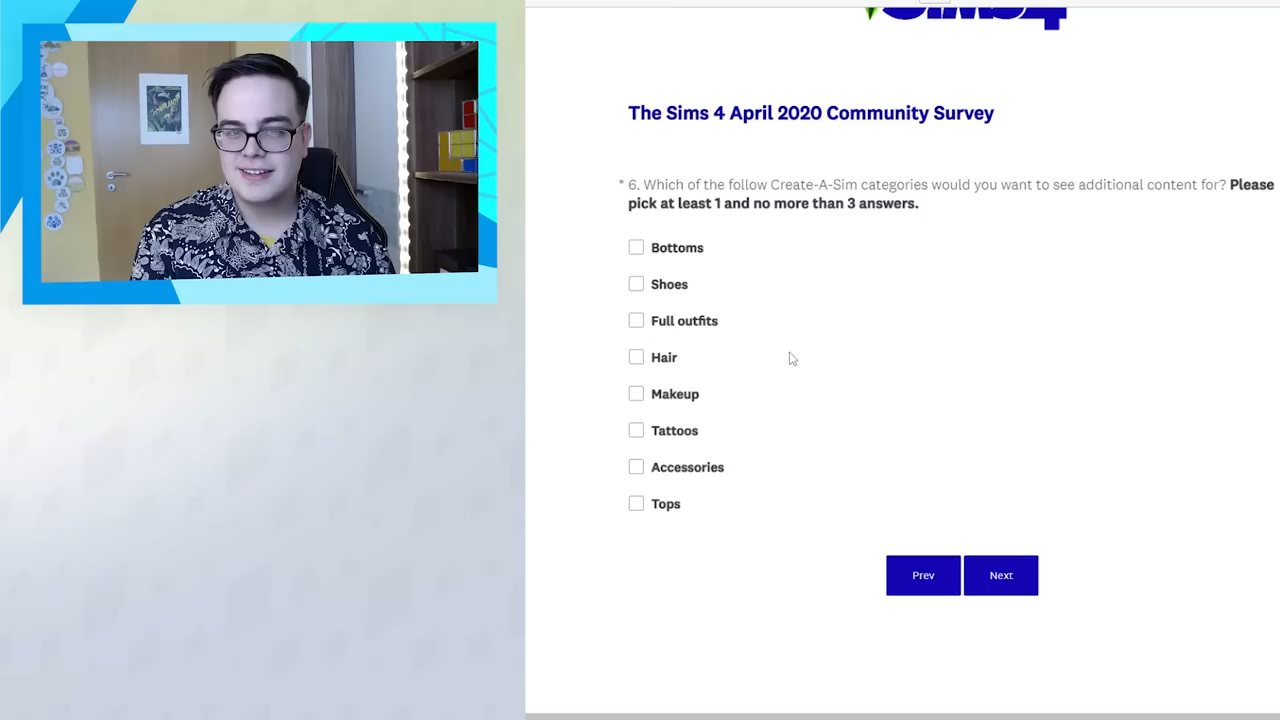 Sims4
The Sims 4 April 2020 Community Survey
* 6. Which of the follow Create-A-Sim categories would you want to see additional content for? Please
pick at least 1 and no more than 3 answers.
Bottoms
Shoes
Full outfits
Hair
Makeup
Tattoos
Accessories
Tops
Prev Next